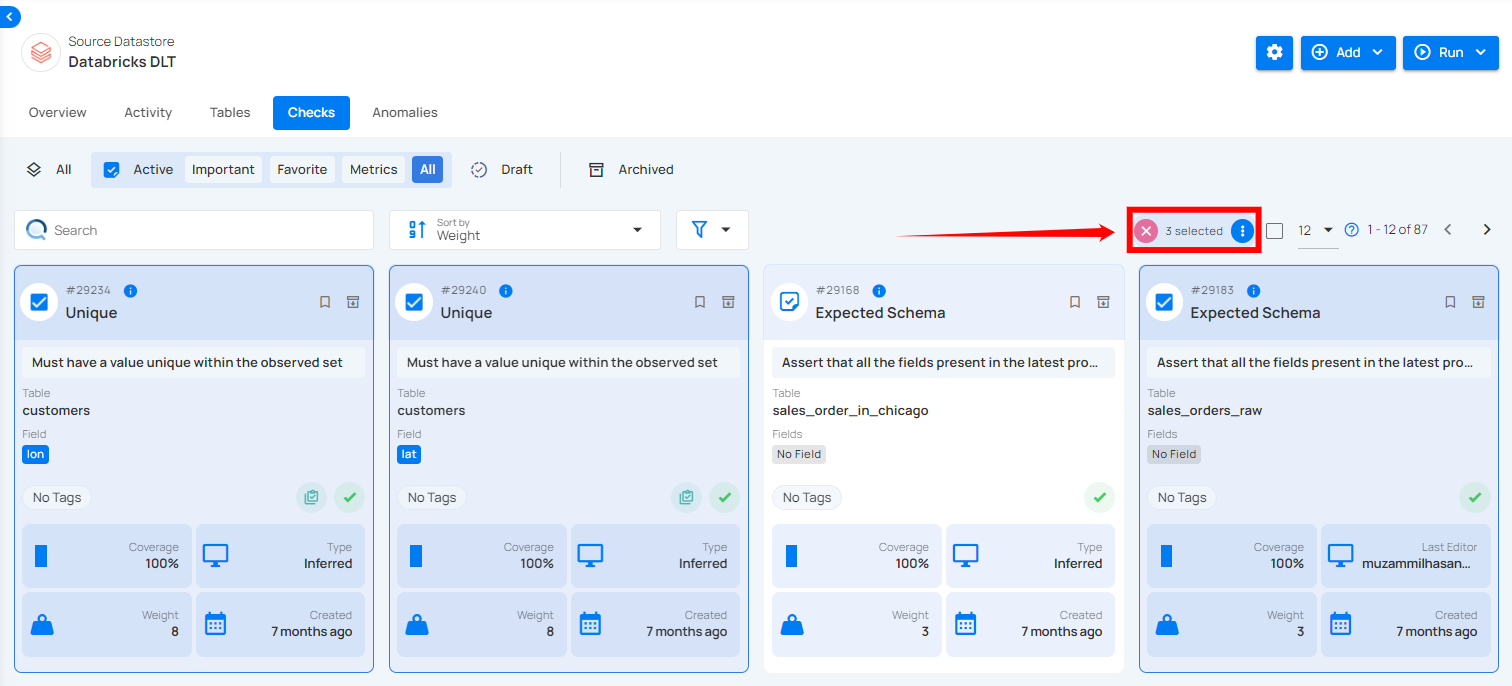 Source Datastore
Databricks DLT
Add
Run
Overview
Activity
Tables
Checks
Anomalies
All
Active
Important
Favorite
Metrics
All
Draft
Archived
Search
Sort by
Weight
3 selected
12
1 - 12 of 87
#29234
Unique
Must have a value unique within the observed set
Table
customers
Field
lon
No Tags
Coverage
100%
Type
Inferred
Weight
8
Created
7 months ago
#29240
Unique
Must have a value unique within the observed set
Table
customers
Field
lat
No Tags
Coverage
100%
Type
Inferred
Weight
8
Created
7 months ago
#29168
Expected Schema
Assert that all the fields present in the latest pro...
Table
sales_order_in_chicago
Fields
No Field
No Tags
Coverage
100%
Type
Inferred
Weight
3
Created
7 months ago
#29183
Expected Schema
Assert that all the fields present in the latest pro...
Table
sales_orders_raw
Fields
No Field
No Tags
Coverage
100%
Last Editor
muzammilhasan...
Weight
3
Created
7 months ago